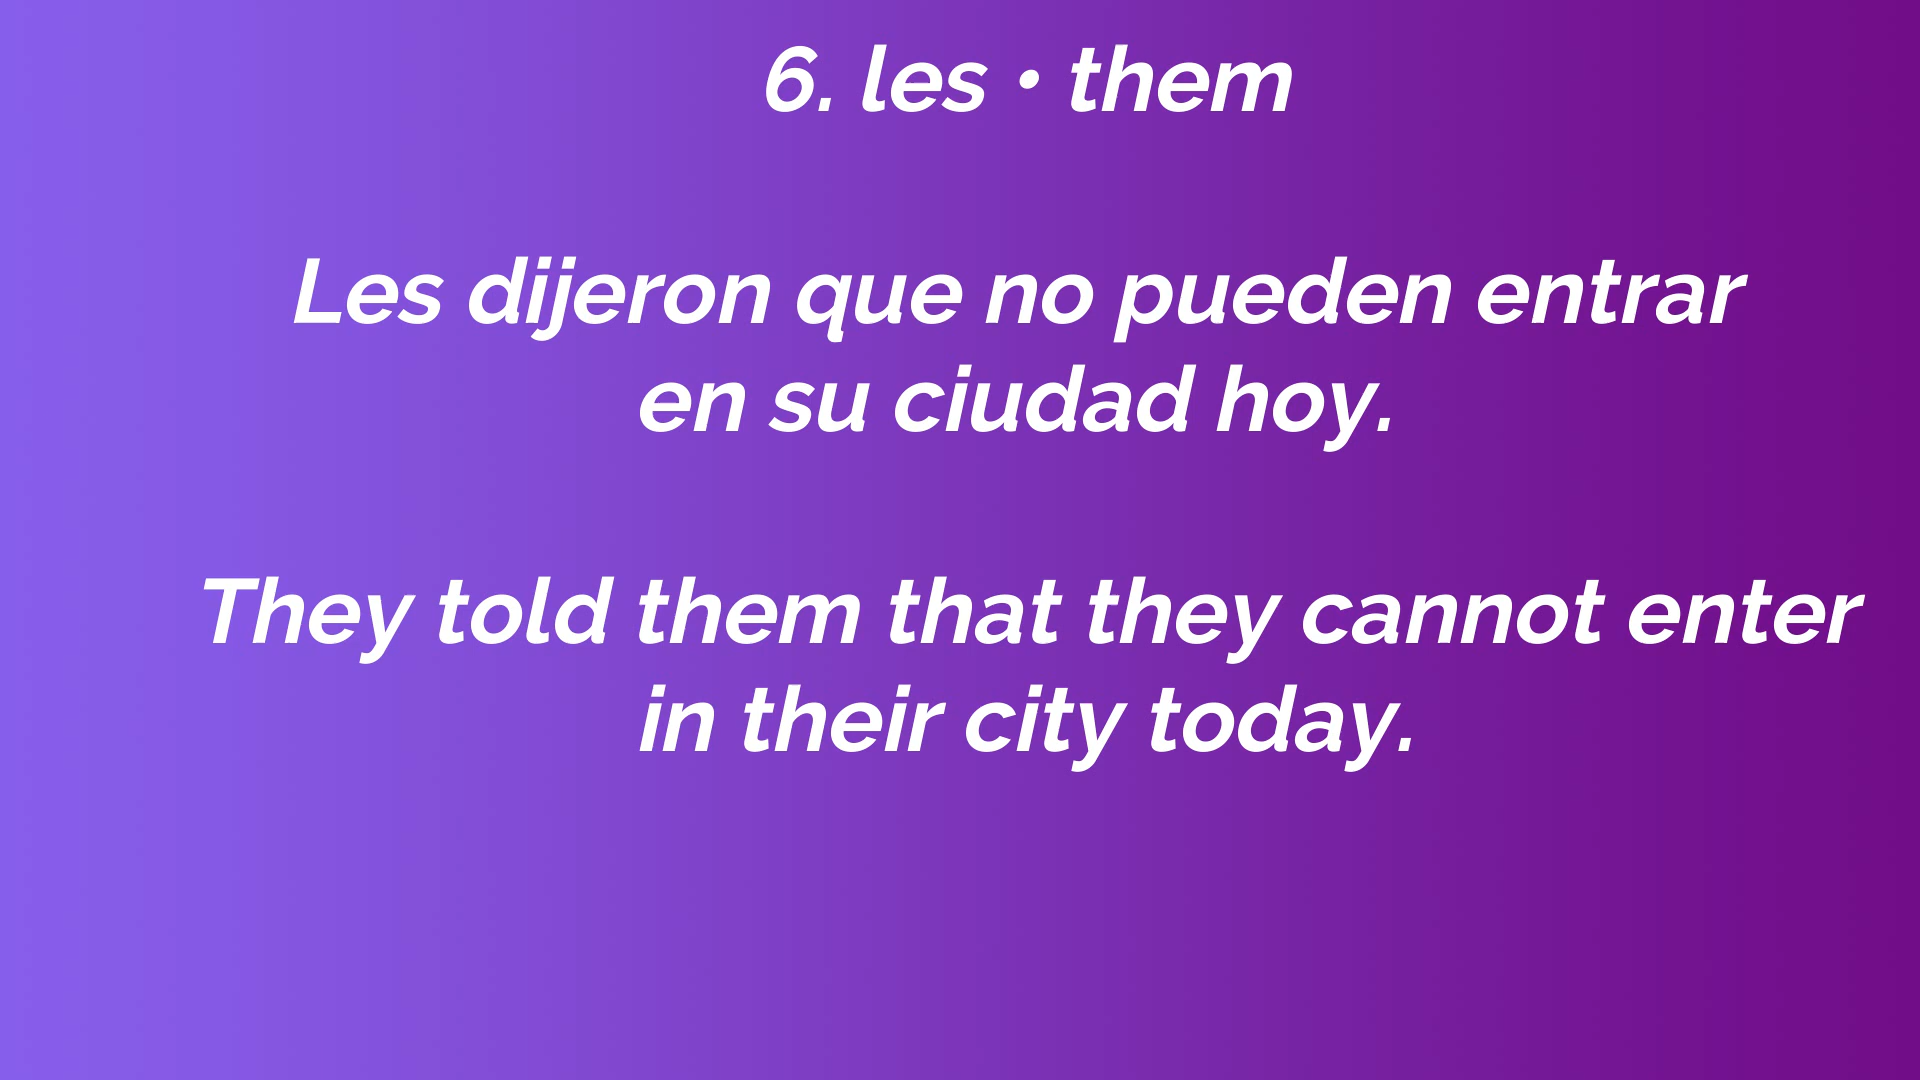 6. les • them
Les dijeron que no pueden entrar
en su ciudad hoy.
They told them that they cannot enter
in their city today.